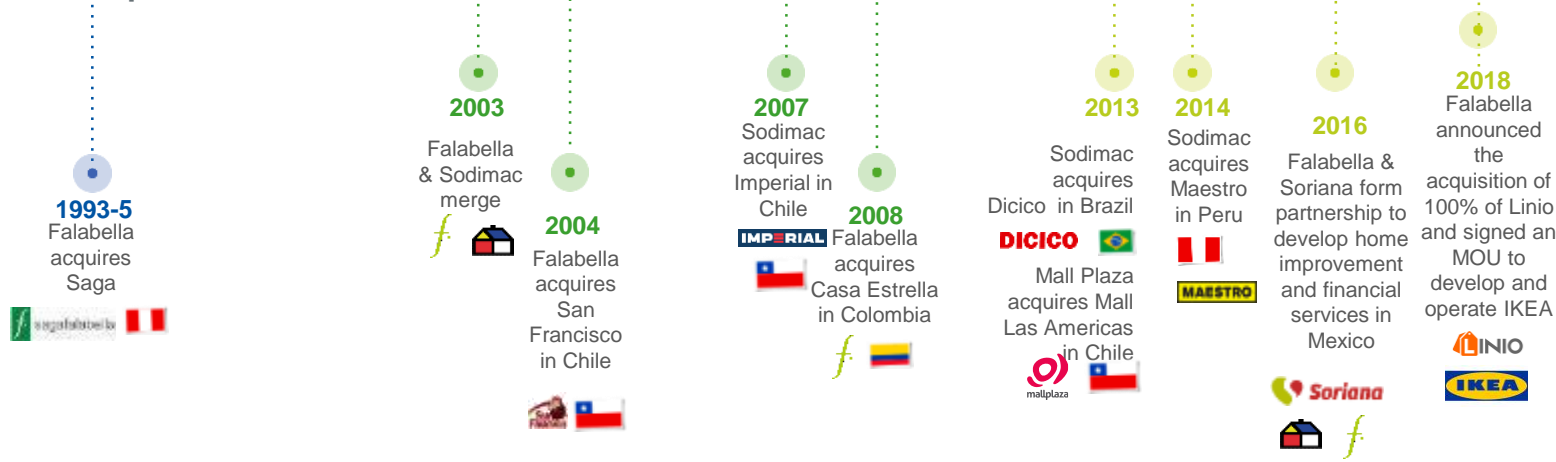 1993-5
Falabella
acquires
Saga
sagafalabella
2003
Falabella
& Sodimac
merge
2004
Falabella
acquires
San
Francisco
in Chile
San
Francisco
2007
Sodimac
acquires
Imperial in
Chile
IMPERIAL
2008
Falabella
acquires
Casa Estrella
in Colombia
2013
Sodimac
acquires
Dicico in Brazil
DICICO
Mall Plaza
acquires Mall
Las Americas
in Chile
mallplaza
2014
Sodimac
acquires
Maestro
in Peru
MAESTRO
2016
Falabella &
Soriana form
partnership to
develop home
improvement
and financial
services in
Mexico
Soriana
2018
Falabella
announced
the
acquisition of
100% of Linio
and signed an
MOU to
develop and
operate IKEA
LINIO
IKEA